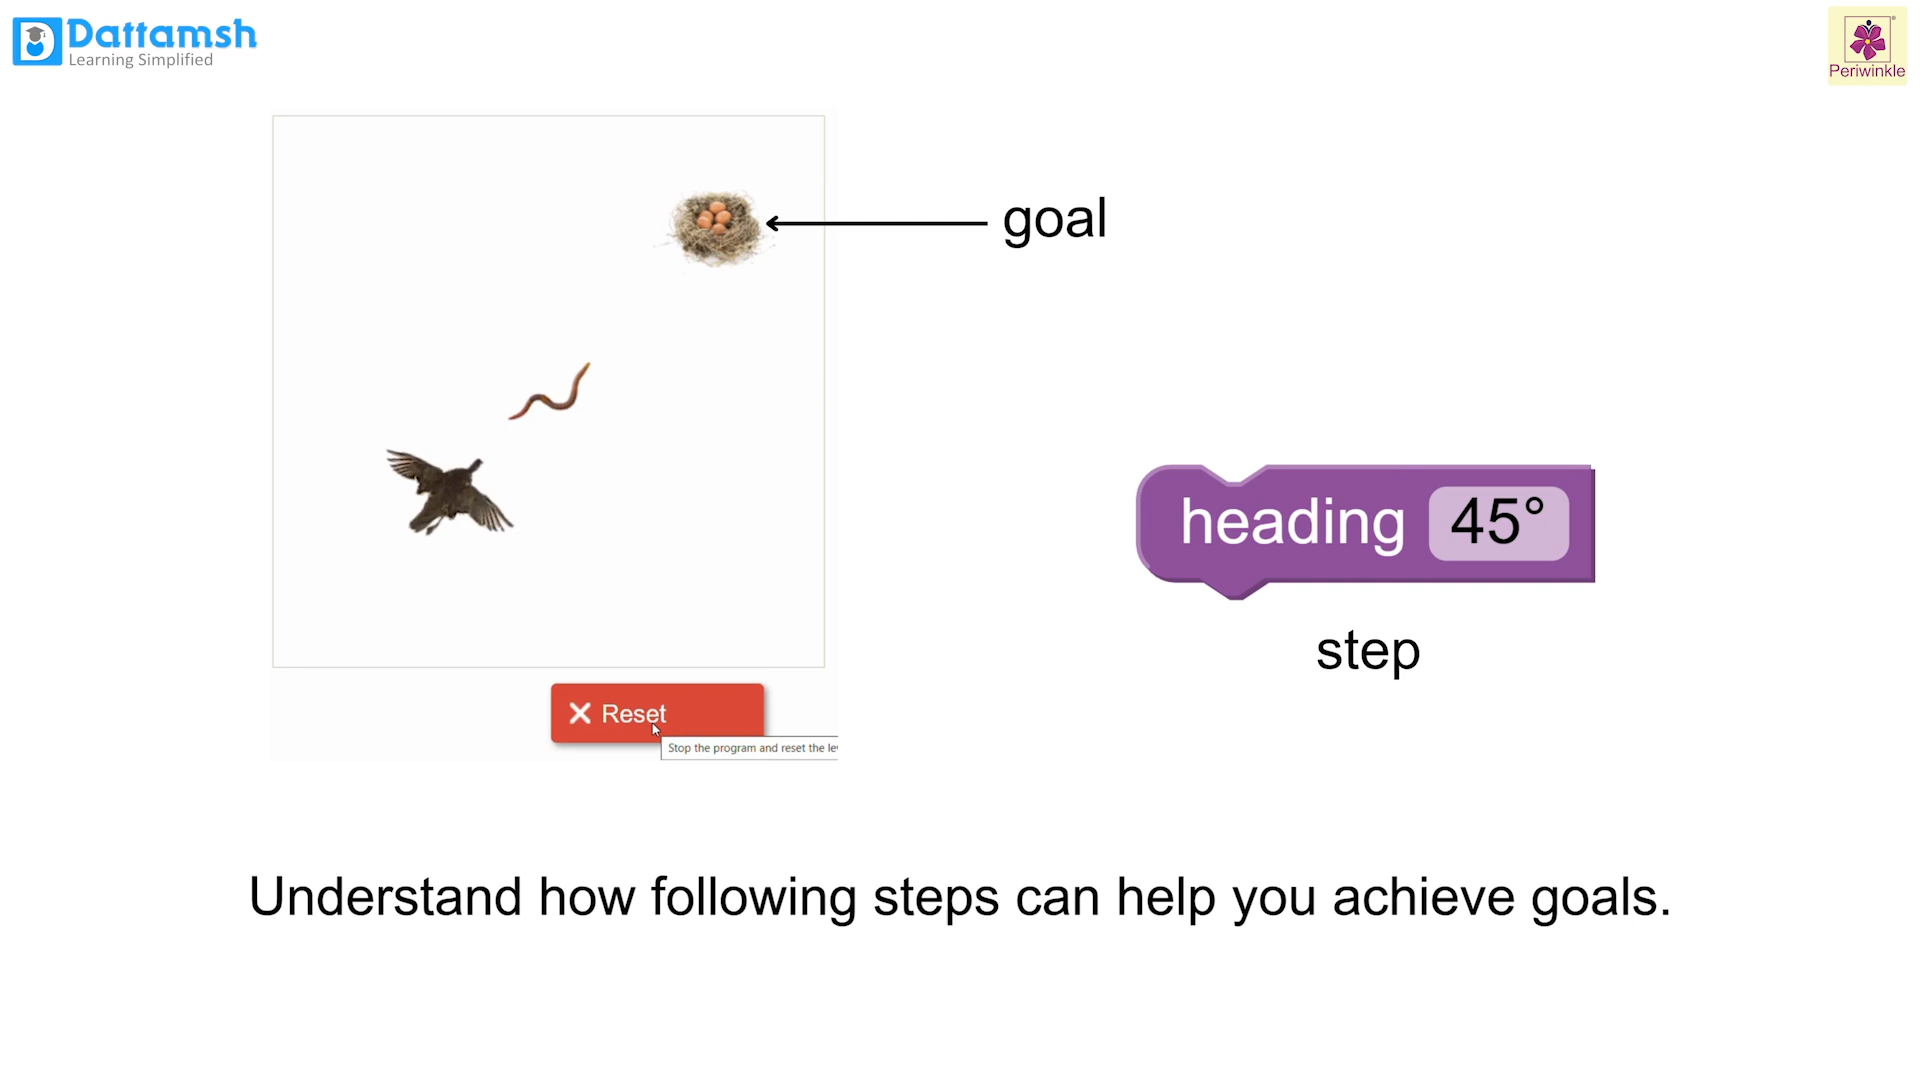 Dattamsh
Learning Simplified
Periwinkle
goal
heading 45°
step
Reset
Stop the program and reset the le
Understand how following steps can help you achieve goals.